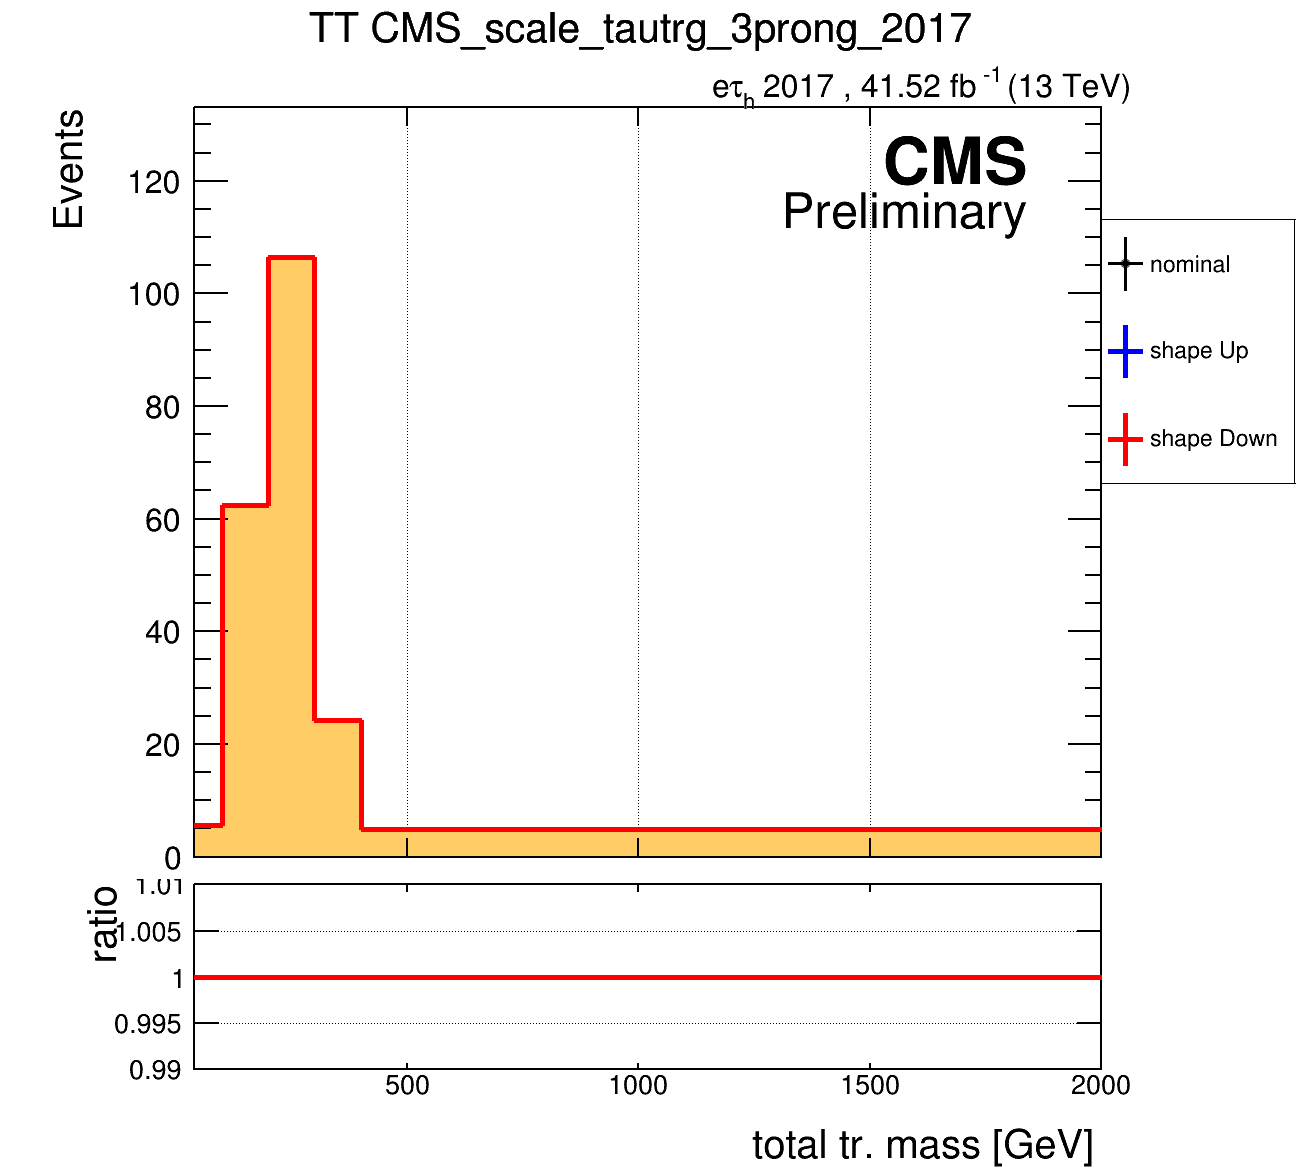 TT CMS_scale_tautrg_3prong_2017
eτh 2017 , 41.52 fb -1 (13 TeV)
Events
CMS
Preliminary
120
100
80
60
40
20
0
nominal
shape Up
shape Down
ratio
1.01
1.005
1
0.995
0.99
500
1000
1500
2000
total tr. mass [GeV]